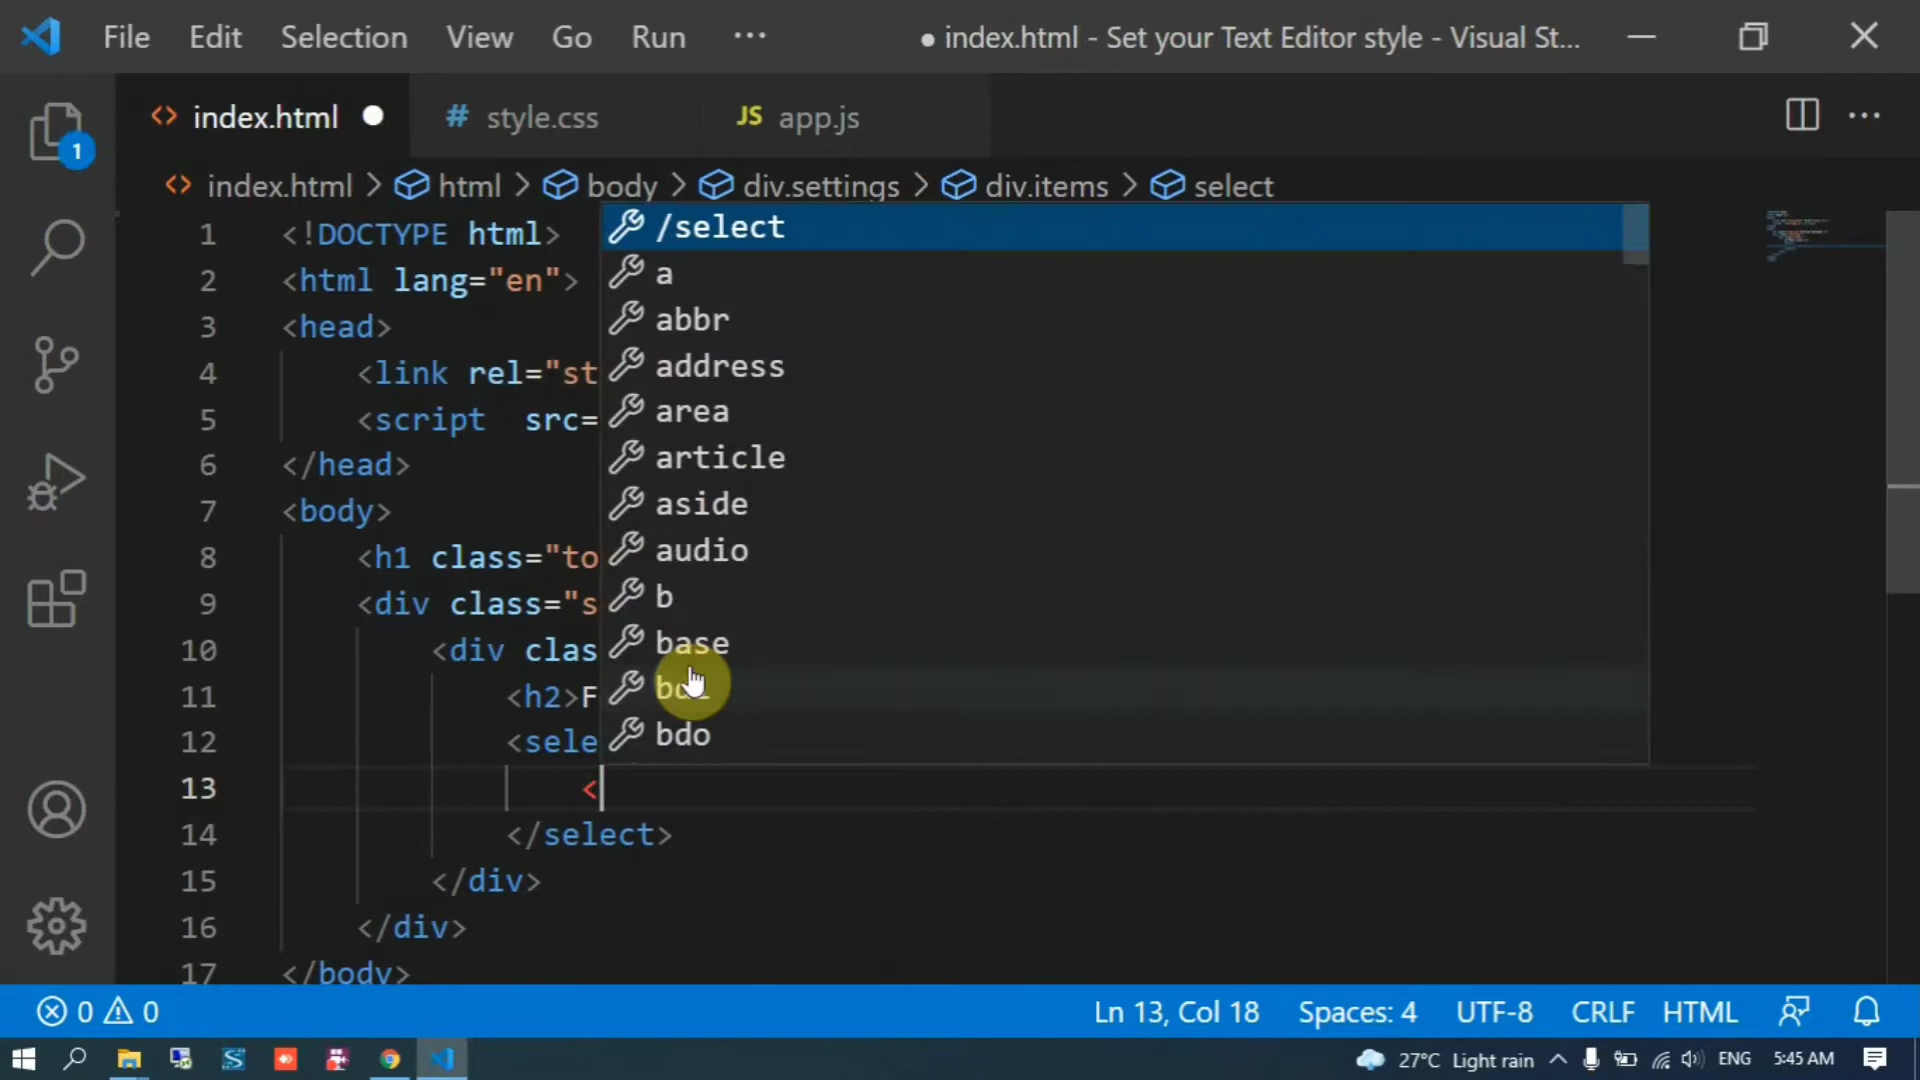 File Edit Selection View Go Run ··· ● index.html - Set your Text Editor style - Visual St...
<> index.html ● # style.css JS app.js ···
<> index.html > html > body > div.settings > div.items > select
1
1 <!DOCTYPE html>
2 <html lang="en">
3 <head>
4 <link rel="st
5 <script src=
6 </head>
7 <body>
8 <h1 class="to
9 <div class="s
10 <div clas
11 <h2>F
12 <sele
13 <
14 </select>
15 </div>
16 </div>
17 </body>
/select
a
abbr
address
area
article
aside
audio
b
base
bdo
0 0 Ln 13, Col 18 Spaces: 4 UTF-8 CRLF HTML
27°C Light rain ENG 5:45 AM